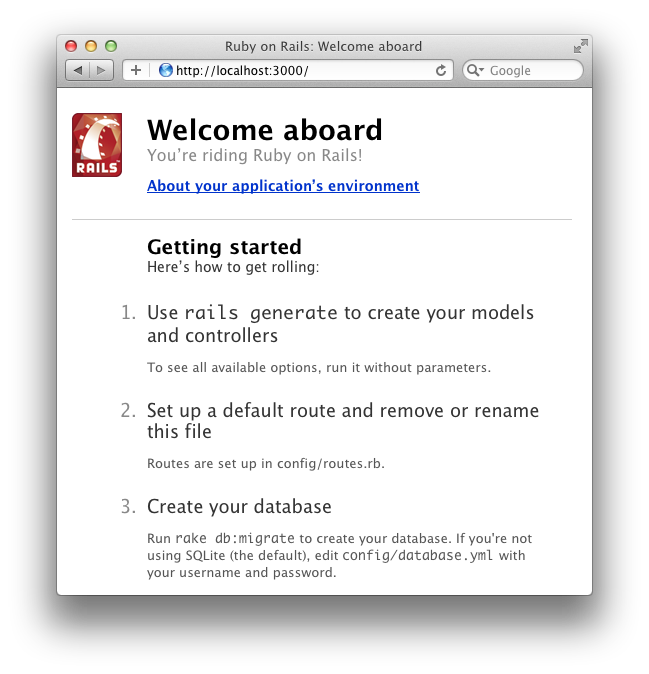 Ruby on Rails: Welcome aboard
http://localhost:3000/
Google
RAILS
Welcome aboard
You’re riding Ruby on Rails!
About your application’s environment
Getting started
Here’s how to get rolling:
1. Use rails generate to create your models
and controllers
To see all available options, run it without parameters.
2. Set up a default route and remove or rename
this file
Routes are set up in config/routes.rb.
3. Create your database
Run rake db:migrate to create your database. If you're not
using SQLite (the default), edit config/database.yml with
your username and password.